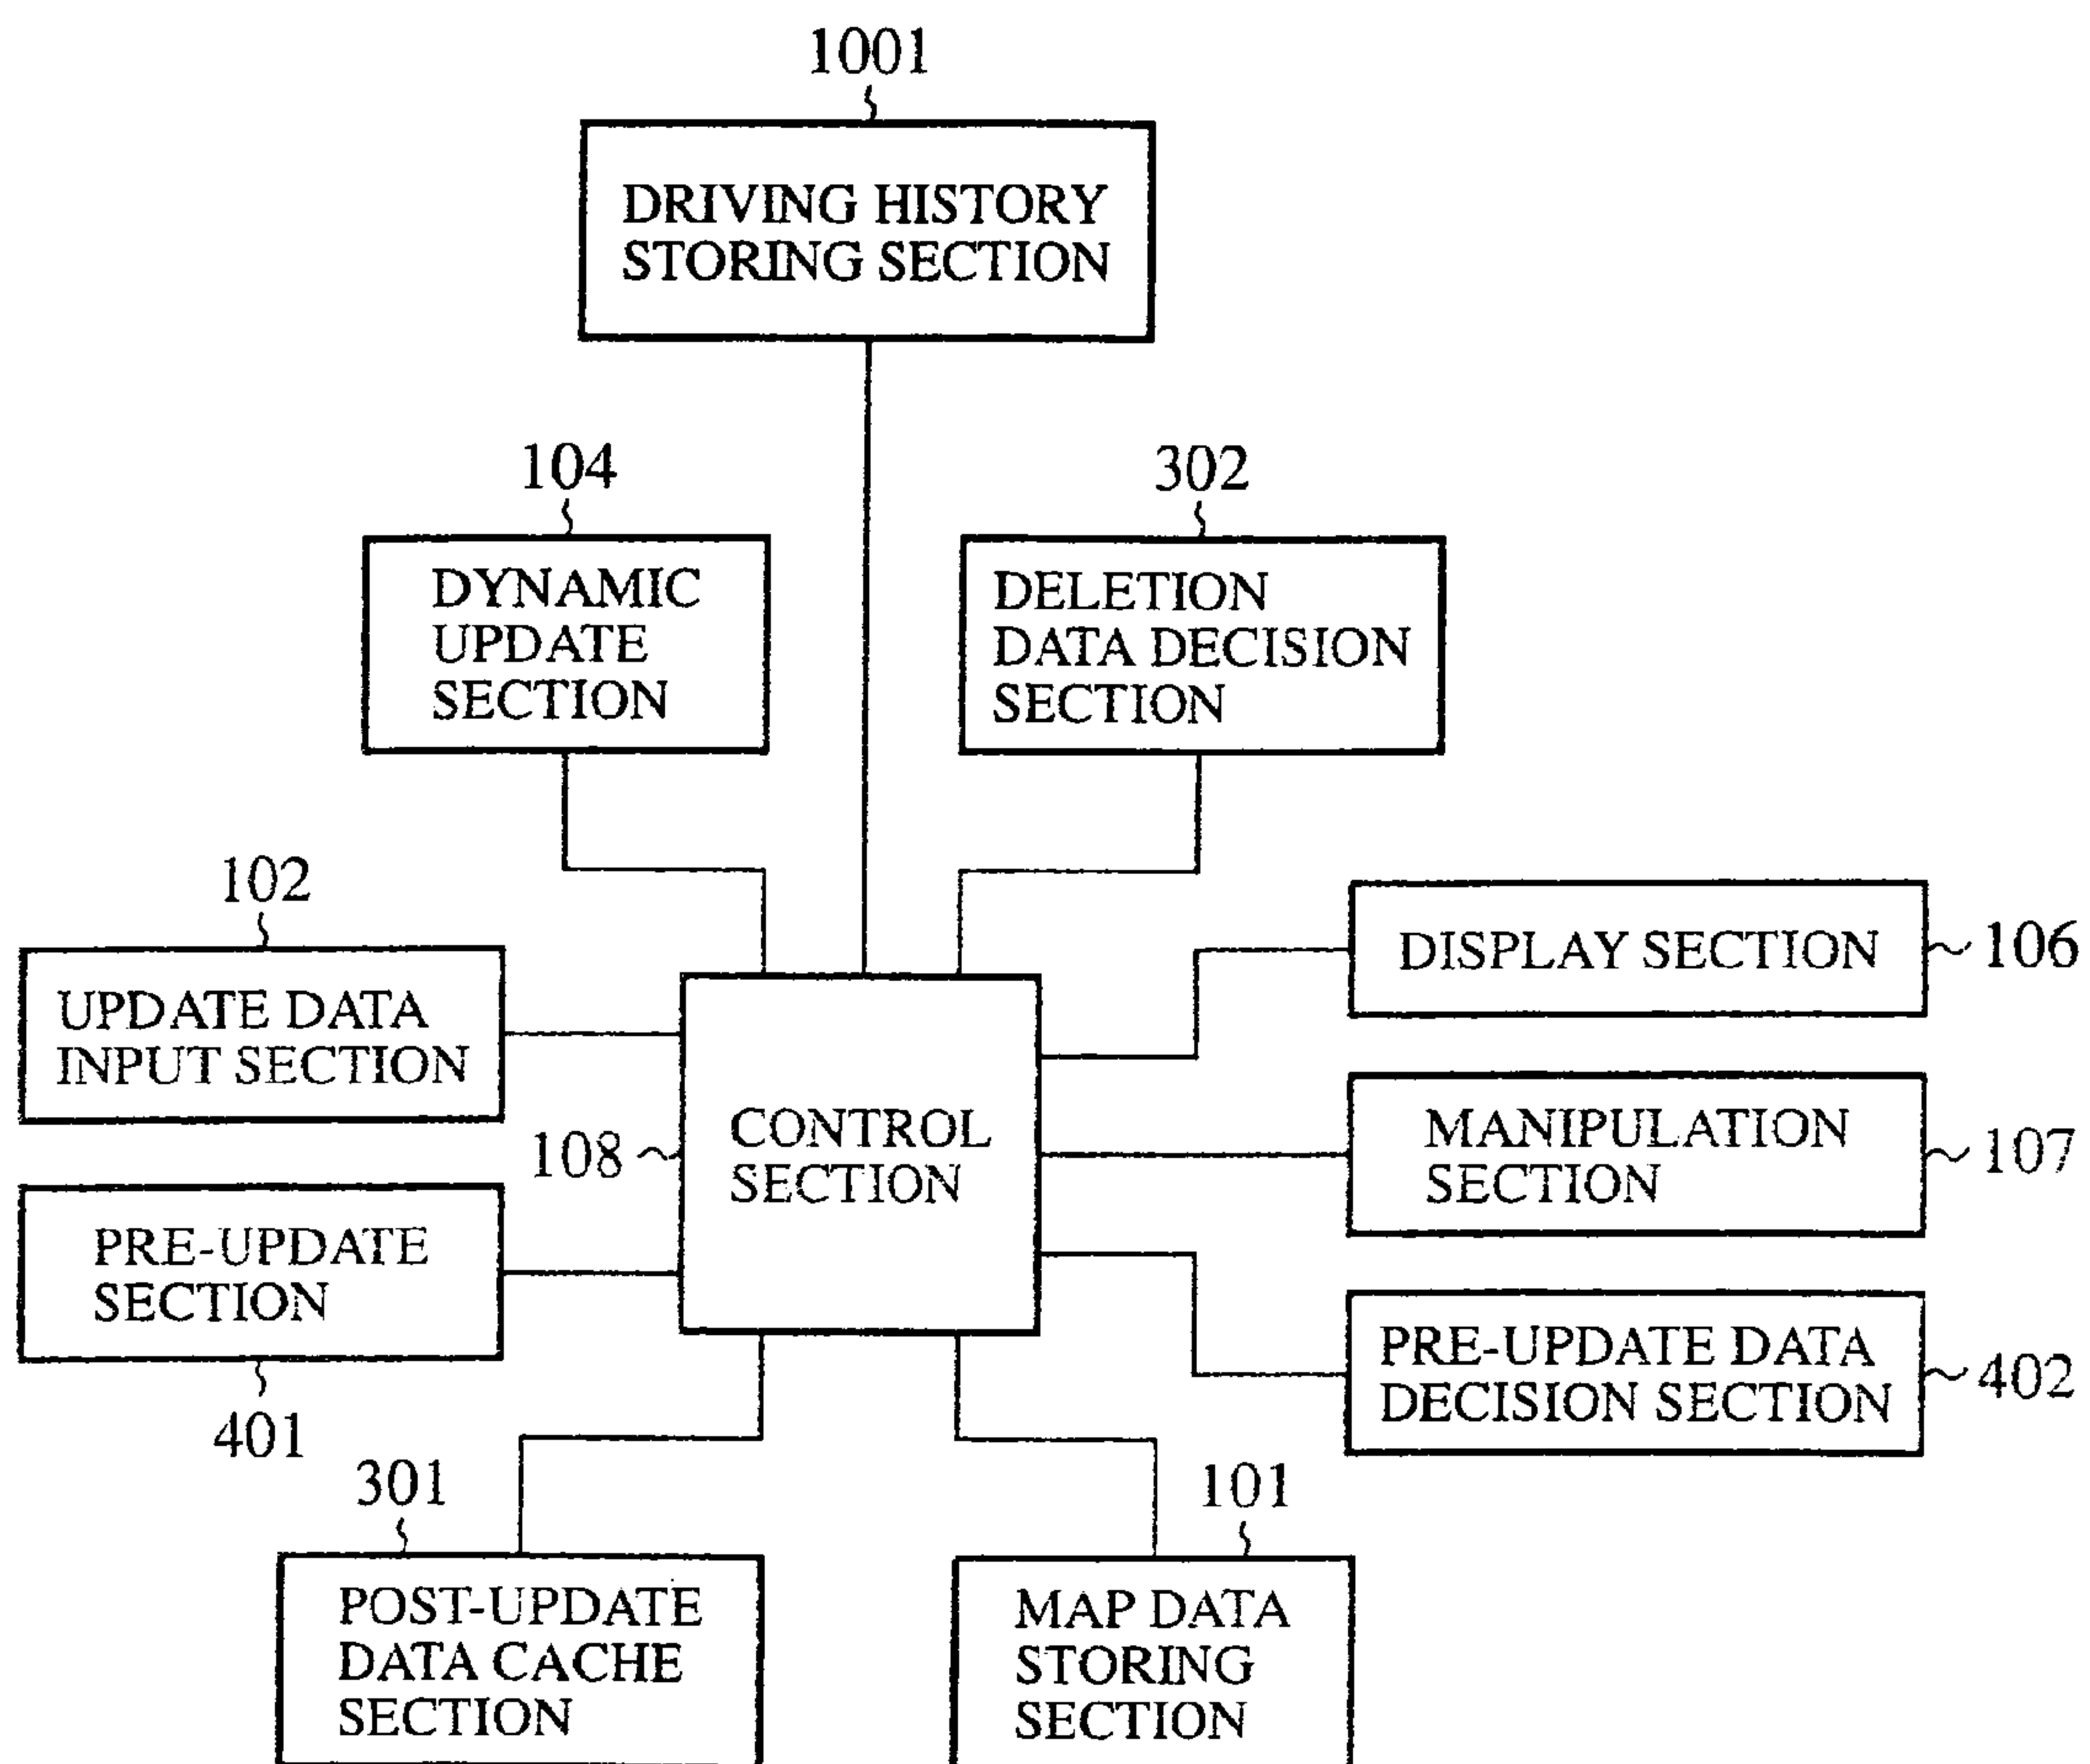 1001
DRIVING HISTORY
STORING SECTION
104
DYNAMIC
UPDATE
SECTION
302
DELETION
DATA DECISION
SECTION
102
UPDATE DATA
INPUT SECTION
DISPLAY SECTION
106
108
CONTROL
SECTION
MANIPULATION
SECTION
107
PRE-UPDATE
SECTION
401
PRE-UPDATE DATA
DECISION SECTION
402
301
POST-UPDATE
DATA CACHE
SECTION
101
MAP DATA
STORING
SECTION